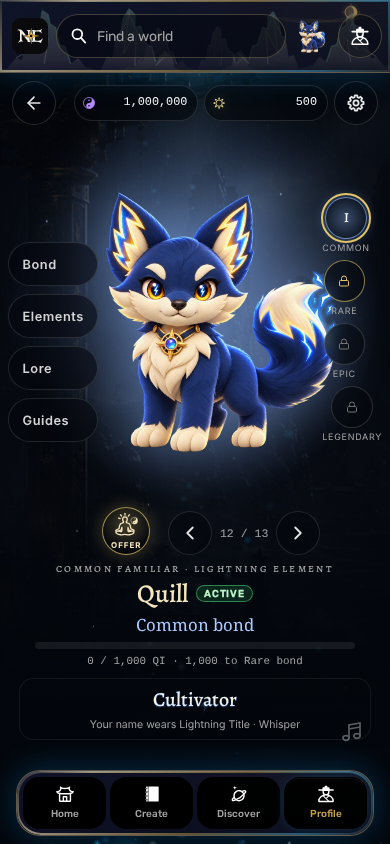 NE
Find a world
1,000,000
500
I
COMMON
RARE
EPIC
LEGENDARY
Bond
Elements
Lore
Guides
OFFER
12 / 13
COMMON FAMILIAR · LIGHTNING ELEMENT
Quill ACTIVE
Common bond
0 / 1,000 QI · 1,000 to Rare bond
Cultivator
Your name wears Lightning Title · Whisper
Home Create Discover Profile